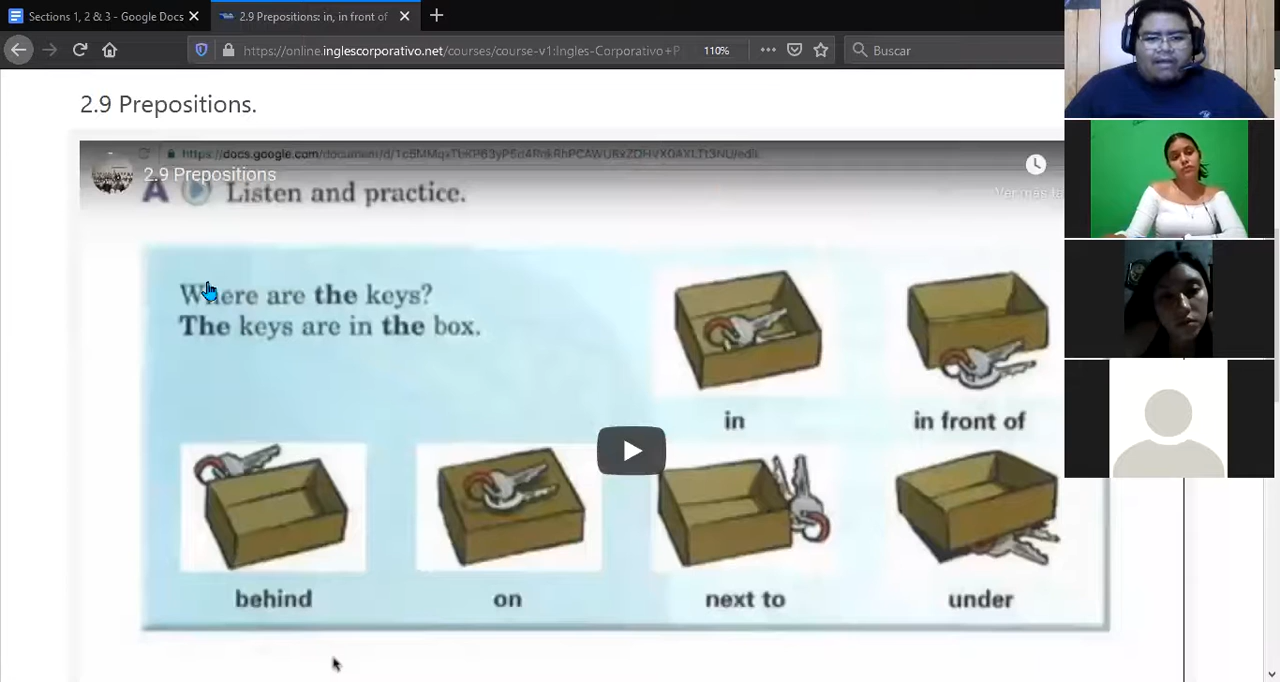 Sections 1, 2 & 3 - Google Docs
2.9 Prepositions: in, in front of
https://online.inglescorporativo.net/courses/course-v1:Ingles-Corporativo+P
110%
Buscar
2.9 Prepositions.
2.9 Prepositions
A Listen and practice.
Where are the keys?
The keys are in the box.
in
in front of
behind
on
next to
under